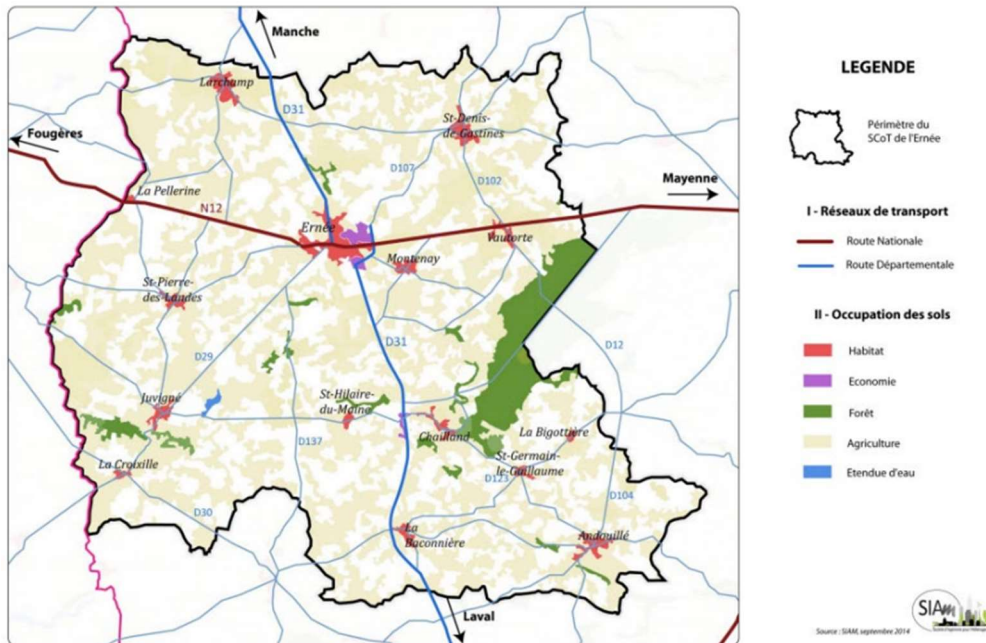 Manche
Larchamp
D31
St-Denis-
de-Gastines
Fougères
D107
D102
Mayenne
La Pellerine
N12
Ernée
Vautorte
Montenay
St-Pierre-
des-Landes
D31
D12
D29
St-Hilaire-
du-Maine
Juvigné
Chailland
La Bigottière
D137
St-Germain-
le-Guillaume
La Croixille
D123
D104
D30
La
Baconnière
Andouillé
Laval
LEGENDE
Périmètre du
SCoT de l'Ernée
I - Réseaux de transport
Route Nationale
Route Départementale
II - Occupation des sols
Habitat
Economie
Forêt
Agriculture
Etendue d'eau
SIAM
Source : SIAM, septembre 2014